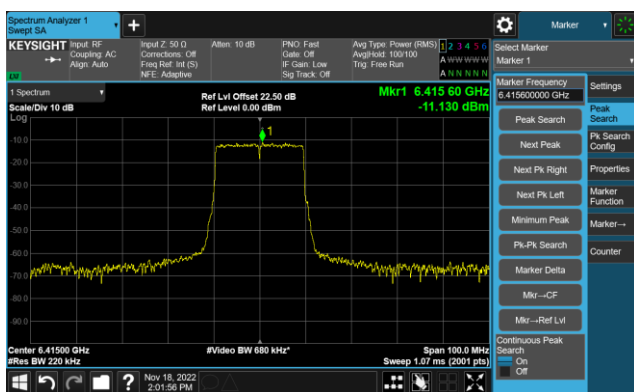 Spectrum Analyzer 1
Swept SA
+
Marker
KEYSIGHT
Input: RF
Coupling: AC
Align: Auto
Input Z: 50 Ω
Corrections: Off
Freq Ref: Int (S)
NFE: Adaptive
Atten: 10 dB
PNO: Fast
Gate: Off
IF Gain: Low
Sig Track: Off
Avg Type: Power (RMS)
Avg|Hold: 100/100
Trig: Free Run
1 2 3 4 5 6
A W W W W W
A N N N N N
LXI
Select Marker
Marker 1
1 Spectrum
Scale/Div 10 dB
Log
Ref Lvl Offset 22.50 dB
Ref Level 0.00 dBm
Mkr1 6.415 60 GHz
-11.130 dBm
1
-10.0
-20.0
-30.0
-40.0
-50.0
-60.0
-70.0
-80.0
-90.0
Center 6.41500 GHz
#Res BW 220 kHz
#Video BW 680 kHz*
Span 100.0 MHz
Sweep 1.07 ms (2001 pts)
Marker Frequency
6.415600000 GHz
Peak Search
Next Peak
Next Pk Right
Next Pk Left
Minimum Peak
Pk-Pk Search
Marker Delta
Mkr→CF
Mkr→Ref Lvl
Continuous Peak
Search
On
Off
Settings
Peak
Search
Pk Search
Config
Properties
Marker
Function
Marker→
Counter
?
Nov 18, 2022
2:01:56 PM